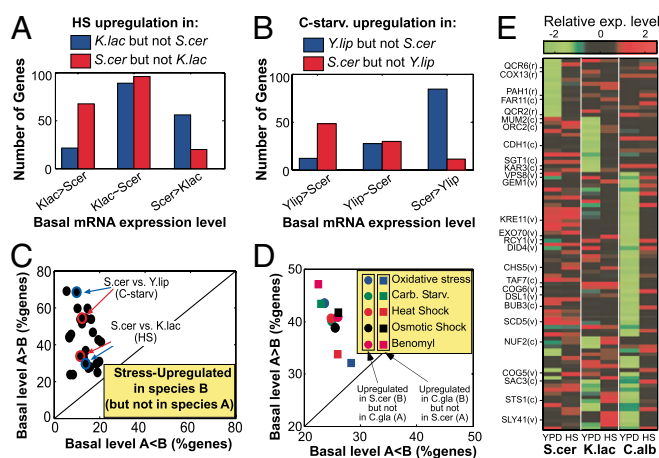 A
HS upregulation in:
K.lac but not S.cer
S.cer but not K.lac
Number of Genes
100
50
0
Klac>Scer
Klac~Scer
Scer>Klac
Basal mRNA expression level
B
C-starv. upregulation in:
Y.lip but not S.cer
S.cer but not Y.lip
Number of Genes
100
50
0
Ylip>Scer
Ylip~Scer
Scer>Ylip
Basal mRNA expression level
C
Basal level A>B (%genes)
80
60
40
20
0
S.cer vs. Y.lip
(C-starv)
S.cer vs. K.lac
(HS)
Stress-Upregulated
in species B
(but not in species A)
0 20 40 60 80
Basal level A<B (%genes)
D
Basal level A>B (%genes)
50
40
30
20
Oxidative stress
Carb. Starv.
Heat Shock
Osmotic Shock
Benomyl
Upregulated
in S.cer (B)
but not
in C.gla (A)
Upregulated
in C.gla (B)
but not
in S.cer (A)
20 30 40 50
Basal level A<B (%genes)
E
Relative exp. level
-2 0 2
QCR6(r)
COX13(r)
PAH1(r)
FAR11(c)
QCR2(r)
MUM2(c)
ORC2(c)
CDH1(c)
SGT1(c)
KAR3(c)
VPS8(v)
GEM1(v)
KRE11(v)
EXO70(v)
RCY1(v)
DID4(v)
CHS5(v)
TAF7(c)
COG6(v)
DSL1(v)
BUB3(c)
SCD5(v)
NUF2(c)
COG5(v)
SAC3(c)
STS1(c)
SLY41(v)
YPD HS YPD HS YPD HS
S.cer K.lac C.alb